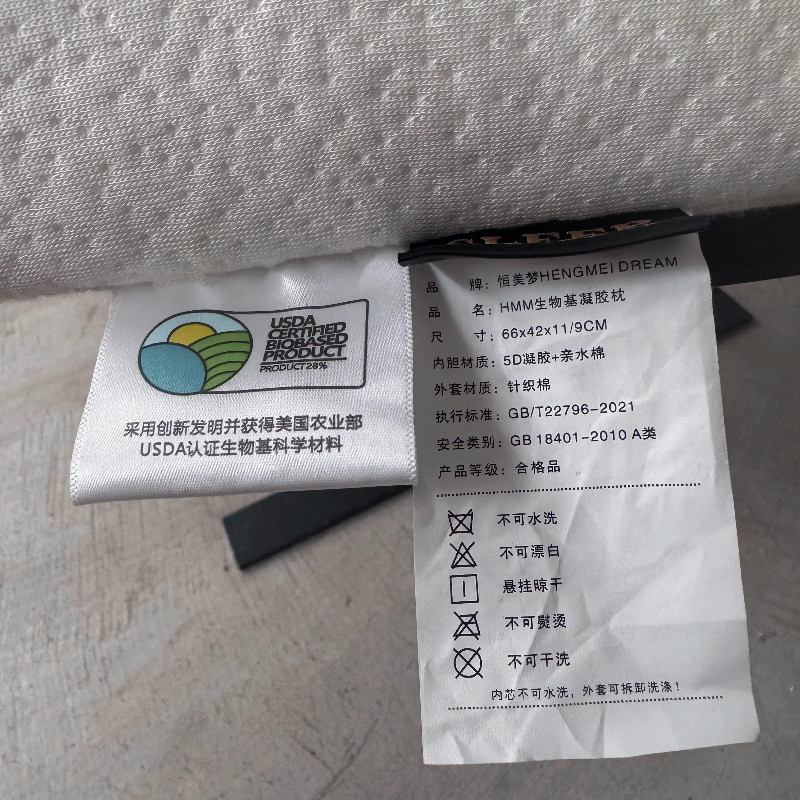 SLEEP
USDA
CERTIFIED
BIOBASED
PRODUCT
PRODUCT 28%
采用创新发明并获得美国农业部
USDA认证生物基科学材料
品 牌：恒美梦HENGMEI DREAM
品 名：HMM生物基凝胶枕
尺 寸：66x42x11/9CM
内胆材质：5D凝胶+亲水棉
外套材质：针织棉
执行标准：GB/T22796-2021
安全类别：GB 18401-2010 A类
产品等级：合格品
不可水洗
不可漂白
悬挂晾干
不可熨烫
不可干洗
内芯不可水洗，外套可拆卸洗涤！